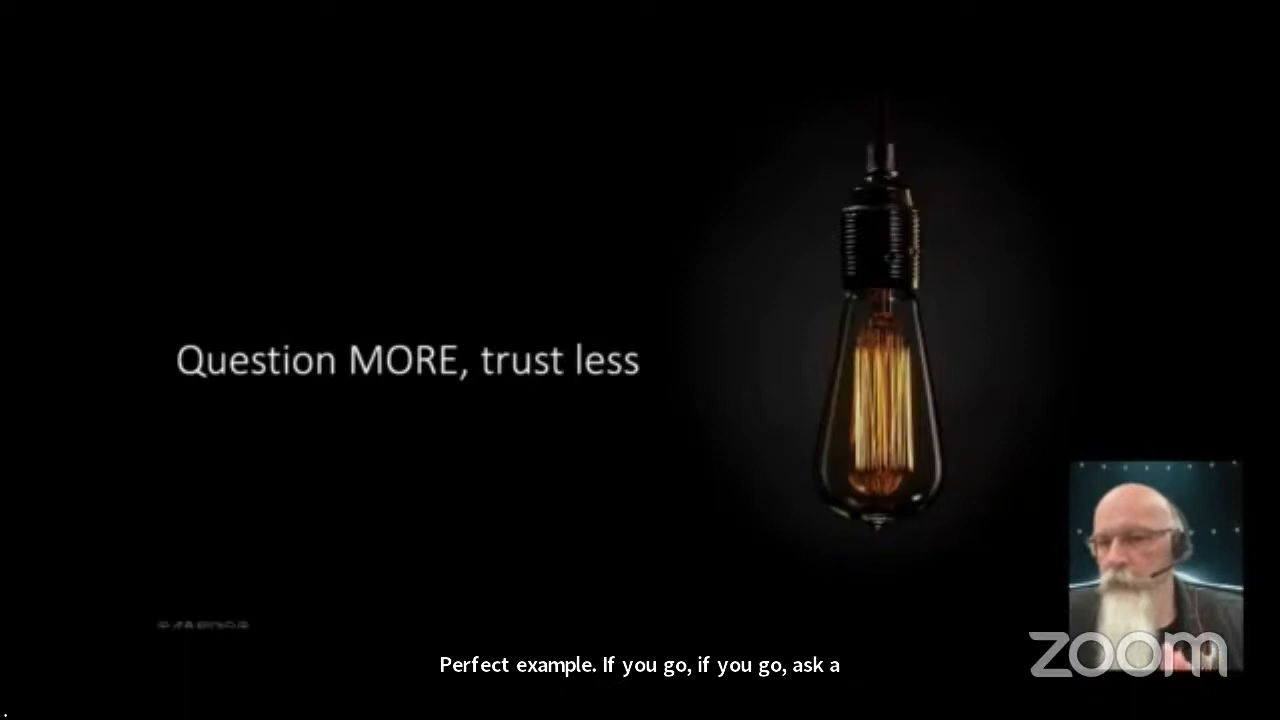 Question MORE, trust less
Perfect example. If you go, if you go, ask a
zoom
.